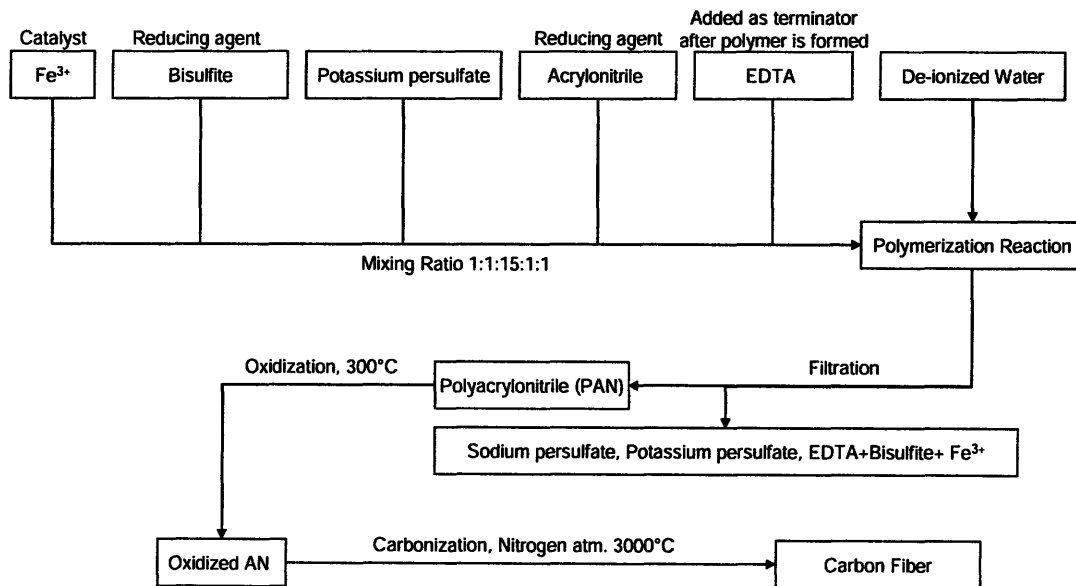 Added as terminator
Catalyst
Reducing agent
Reducing agent
after polymer is formed
Fe³⁺
Bisulfite
Potassium persulfate
Acrylonitrile
EDTA
De-ionized Water
Polymerization Reaction
Mixing Ratio 1:1:15:1:1
Oxidization, 300°C
Filtration
Polyacrylonitrile (PAN)
Sodium persulfate, Potassium persulfate, EDTA+Bisulfite+ Fe³⁺
Carbonization, Nitrogen atm. 3000°C
Oxidized AN
Carbon Fiber